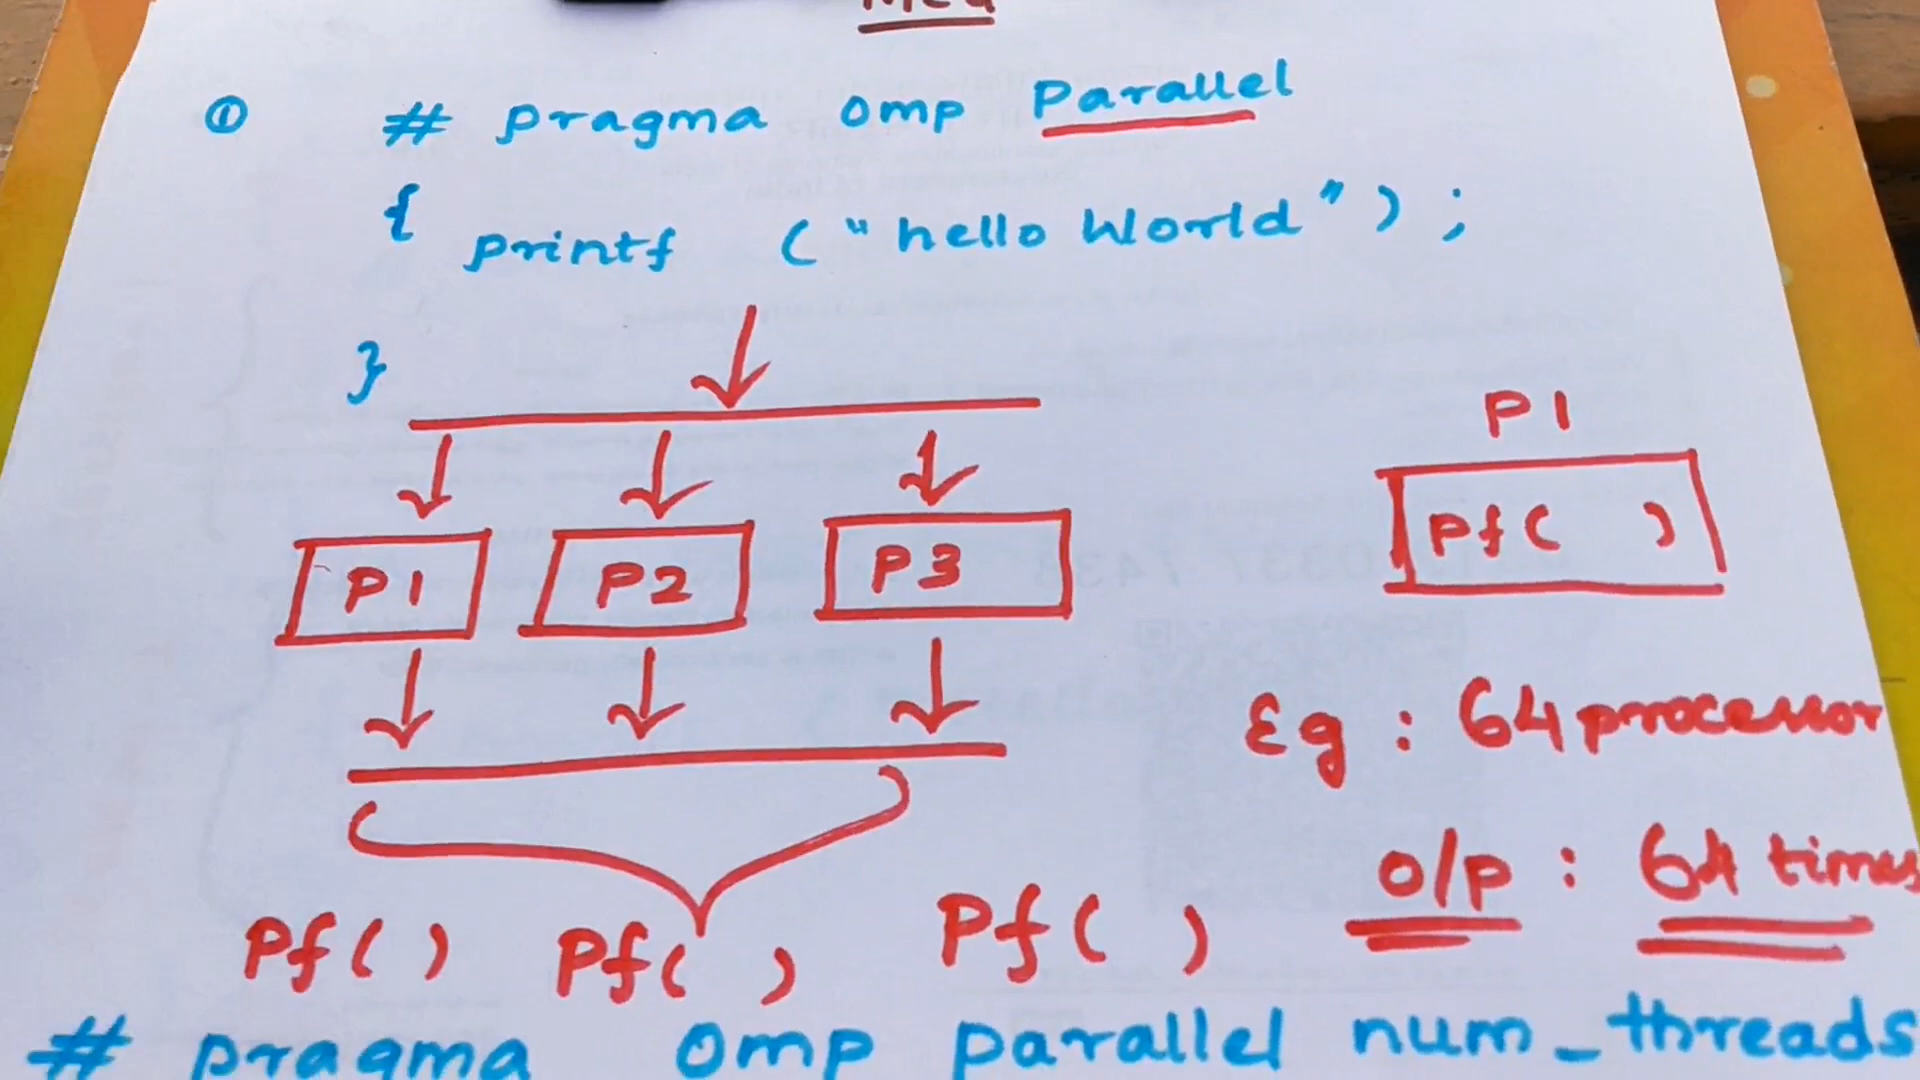 ① # pragma omp Parallel
{ printf ("hello World");
}
P1
P1 P2 P3
Pf( )
Eg : 64 processor
o/p : 64 times
Pf( ) Pf( ) Pf( )
# pragma omp parallel num_threads